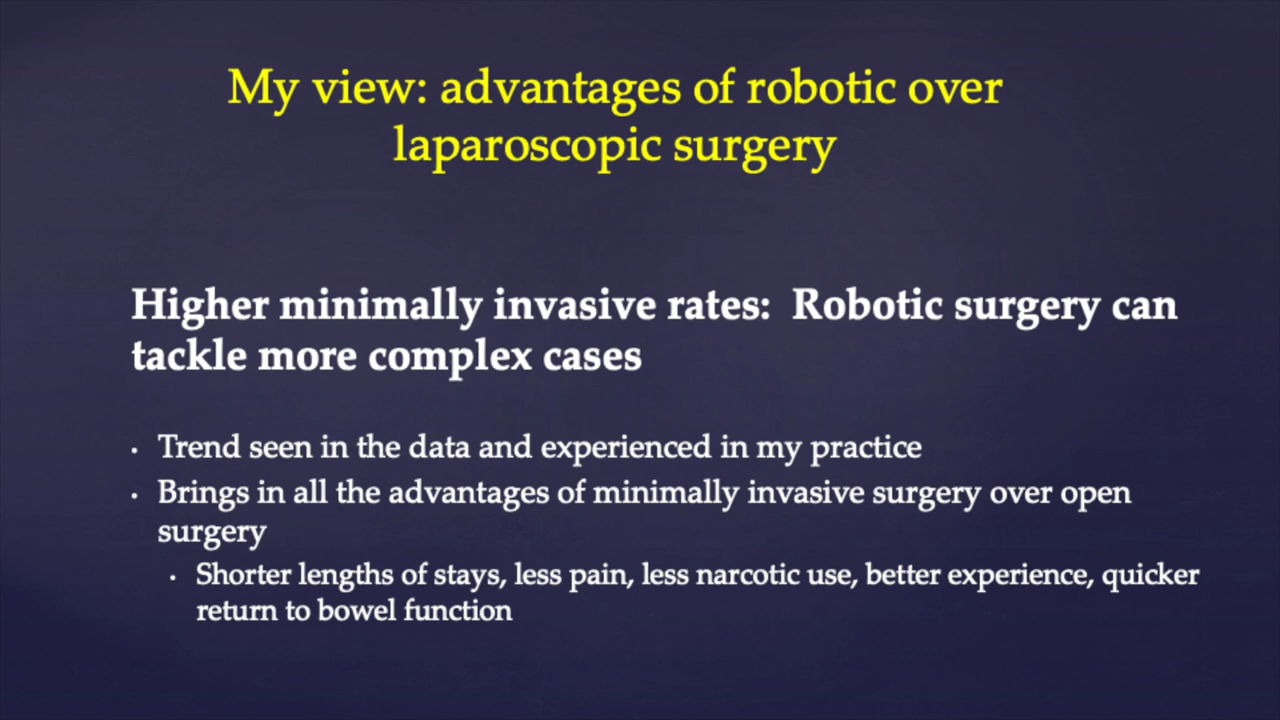 My view: advantages of robotic over
laparoscopic surgery
Higher minimally invasive rates:  Robotic surgery can
tackle more complex cases
• Trend seen in the data and experienced in my practice
• Brings in all the advantages of minimally invasive surgery over open
surgery
• Shorter lengths of stays, less pain, less narcotic use, better experience, quicker
return to bowel function